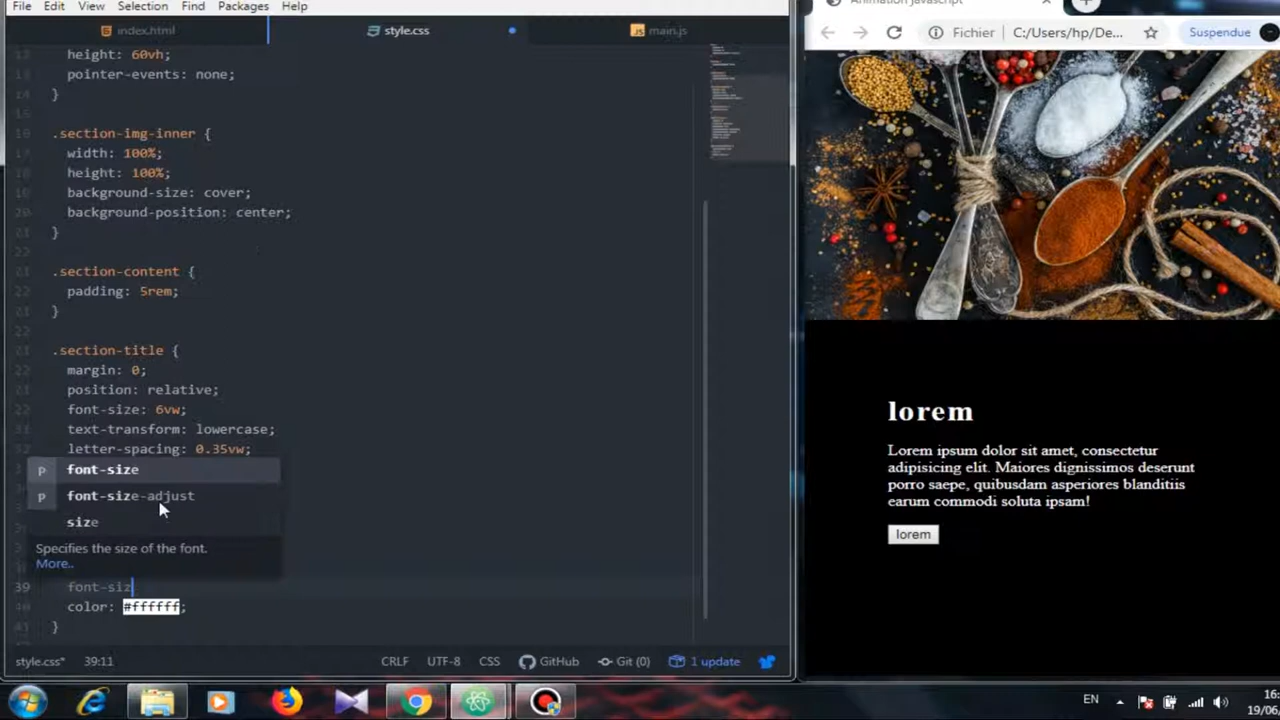 File Edit View Selection Find Packages Help
index.html
style.css
main.js
height: 60vh;
pointer-events: none;
}
.section-img-inner {
width: 100%;
height: 100%;
background-size: cover;
background-position: center;
}
.section-content {
padding: 5rem;
}
.section-title {
margin: 0;
position: relative;
font-size: 6vw;
text-transform: lowercase;
letter-spacing: 0.35vw;
p font-size
p font-size-adjust
size
Specifies the size of the font.
More..
39 font-siz
color: #ffffff;
}
style.css* 39:11 CRLF UTF-8 CSS GitHub Git (0) 1 update
Animation javascript
Fichier C:/Users/hp/De... Suspendue
lorem
Lorem ipsum dolor sit amet, consectetur
adipisicing elit. Maiores dignissimos deserunt
porro saepe, quibusdam asperiores blanditiis
earum commodi soluta ipsam!
lorem
EN
16:
19/06/